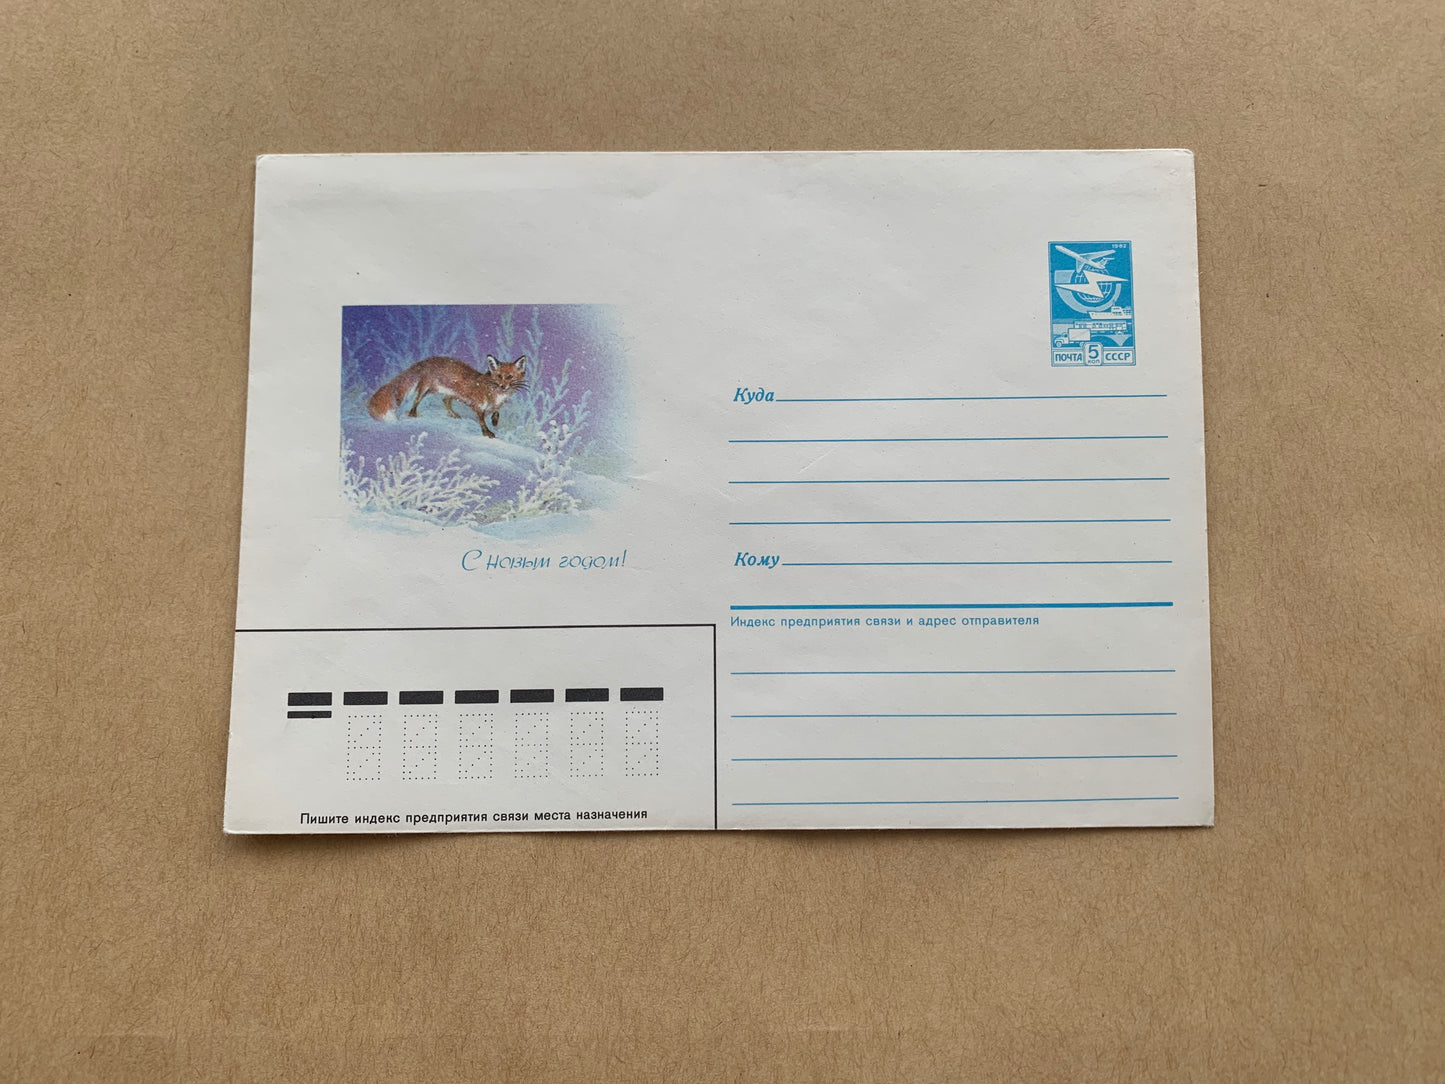 1982
ПОЧТА 5 КОП СССР
С новым годом!
Куда
Кому
Индекс предприятия связи и адрес отправителя
Пишите индекс предприятия связи места назначения